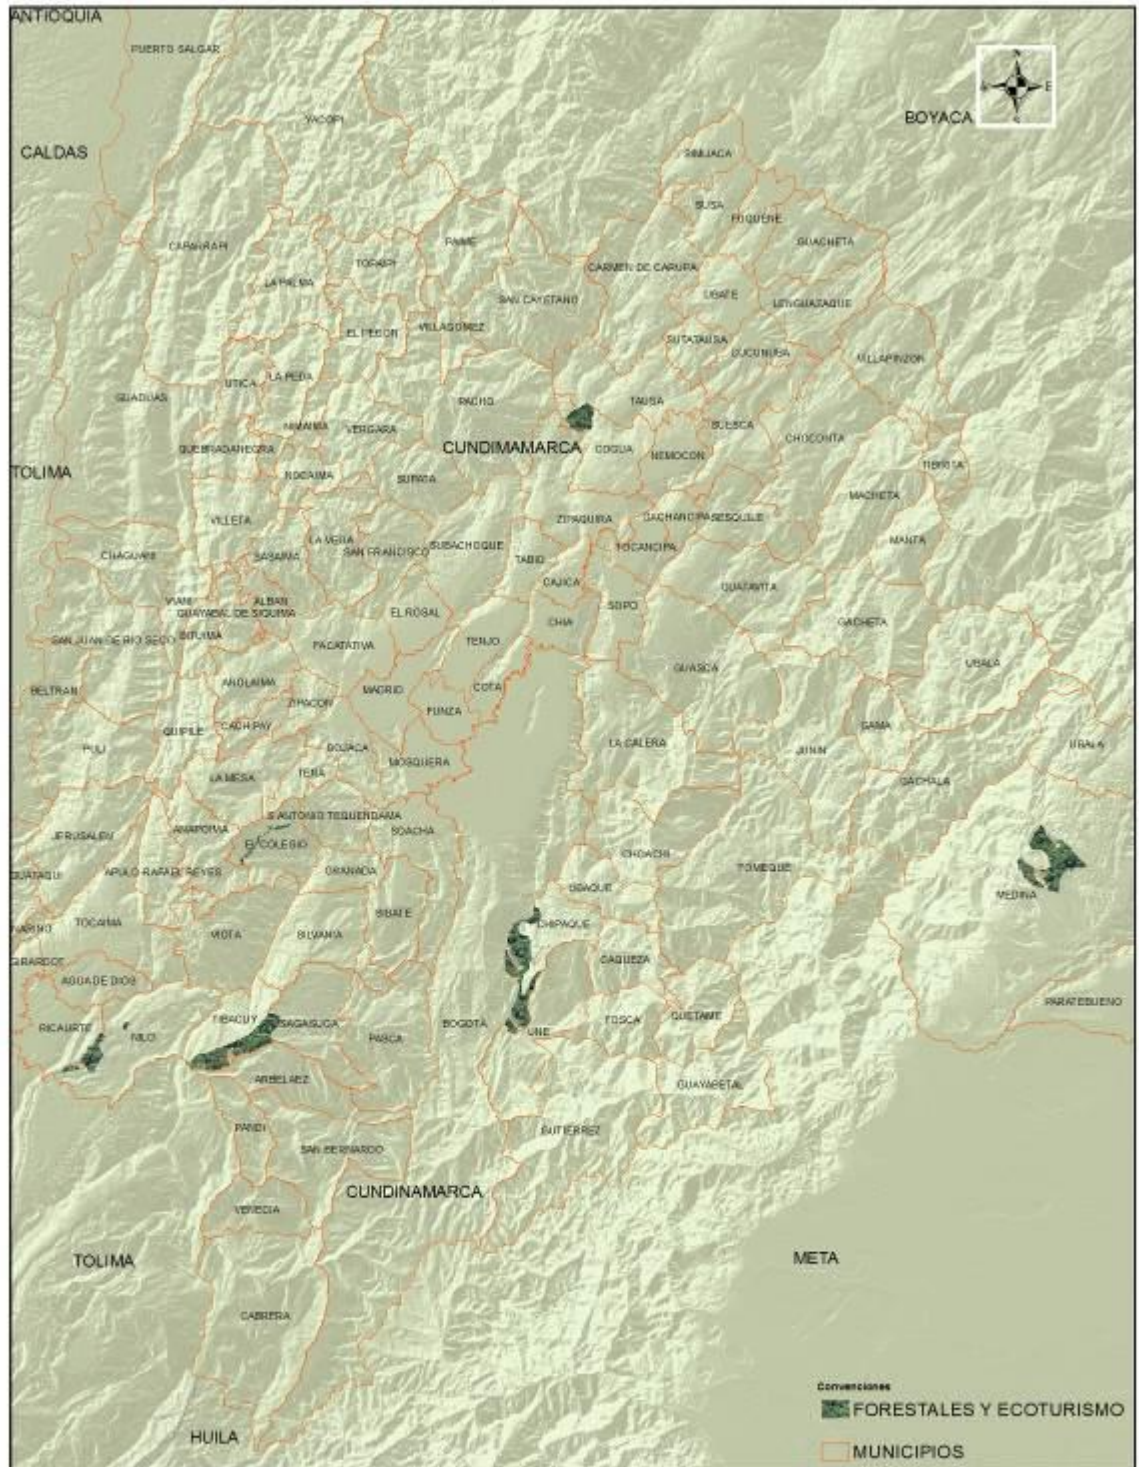 ANTIOQUIA
PUERTO SALGAR
N
E
S
BOYACA
YACOPI
CALDAS
SIMIJACA
SUSA
FUQUENE
GUACHETA
CAPARRAPI
PAIME
TOPAIPI
CARMEN DE CARUPA
LA PALMA
UBATE
SAN CAYETANO
LENGUAZAQUE
EL PEÑON
VILLAGOMEZ
SUTATAUSA
CUCUNUBA
VILLAPINZON
UTICA
LA PEÑA
GUADUAS
PACHO
TAUSA
NIMAIMA
VERGARA
SUESCA
CHOCONTA
QUEBRADANEGRA
CUNDIMAMARCA
COGUA
NEMOCON
TIBIRITA
TOLIMA
NOCAIMA
SUPATA
MACHETA
VILLETA
ZIPAQUIRA
GACHANCIPA
SESQUILE
LA VEGA
SAN FRANCISCO
SUBACHOQUE
TOCANCIPA
MANTA
CHAGUANI
SASAIMA
TABIO
CAJICA
GUATAVITA
VIANI
ALBAN
GUAYABAL DE SIQUIMA
EL ROSAL
SOPO
CHIA
GACHETA
SAN JUAN DE RIO SECO
BITUIMA
FACATATIVA
TENJO
GUASCA
UBALA
ANOLAIMA
BELTRAN
ZIPACON
MADRID
COTA
FUNZA
QUIPILE
CACHIPAY
GAMA
PULI
BOJACA
LA CALERA
JUNIN
UBALA
MOSQUERA
LA MESA
TENA
GACHALA
S ANTONIO TEQUENDAMA
JERUSALEN
ANAPOIMA
SOACHA
EL COLEGIO
CHOACHI
FOMEQUE
GUATAQUI
APULO-RAFAEL REYES
GRANADA
UBAQUE
MEDINA
SIBATE
NARIÑO
TOCAIMA
VIOTA
SILVANIA
CHIPAQUE
GIRARDOT
CAQUEZA
AGUA DE DIOS
PARATEBUENO
RICAURTE
NILO
TIBACUY
SAGASUGA
PASCA
BOGOTÁ
UNE
FOSCA
QUETAME
ARBELAEZ
GUAYABETAL
PANDI
SAN BERNARDO
GUTIERREZ
CUNDINAMARCA
VENECIA
TOLIMA
META
CABRERA
Convenciones
FORESTALES Y ECOTURISMO
HUILA
MUNICIPIOS